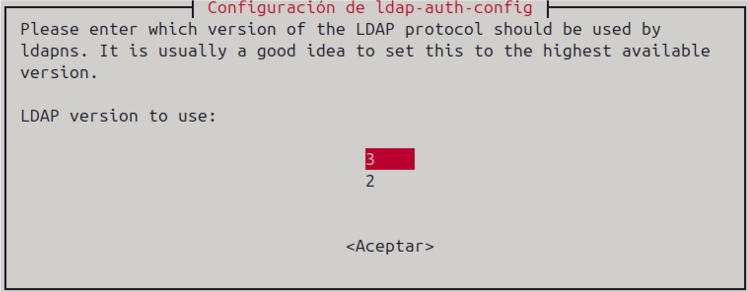 Configuración de ldap-auth-config
Please enter which version of the LDAP protocol should be used by
ldapns. It is usually a good idea to set this to the highest available
version.
LDAP version to use:
3
2
<Aceptar>